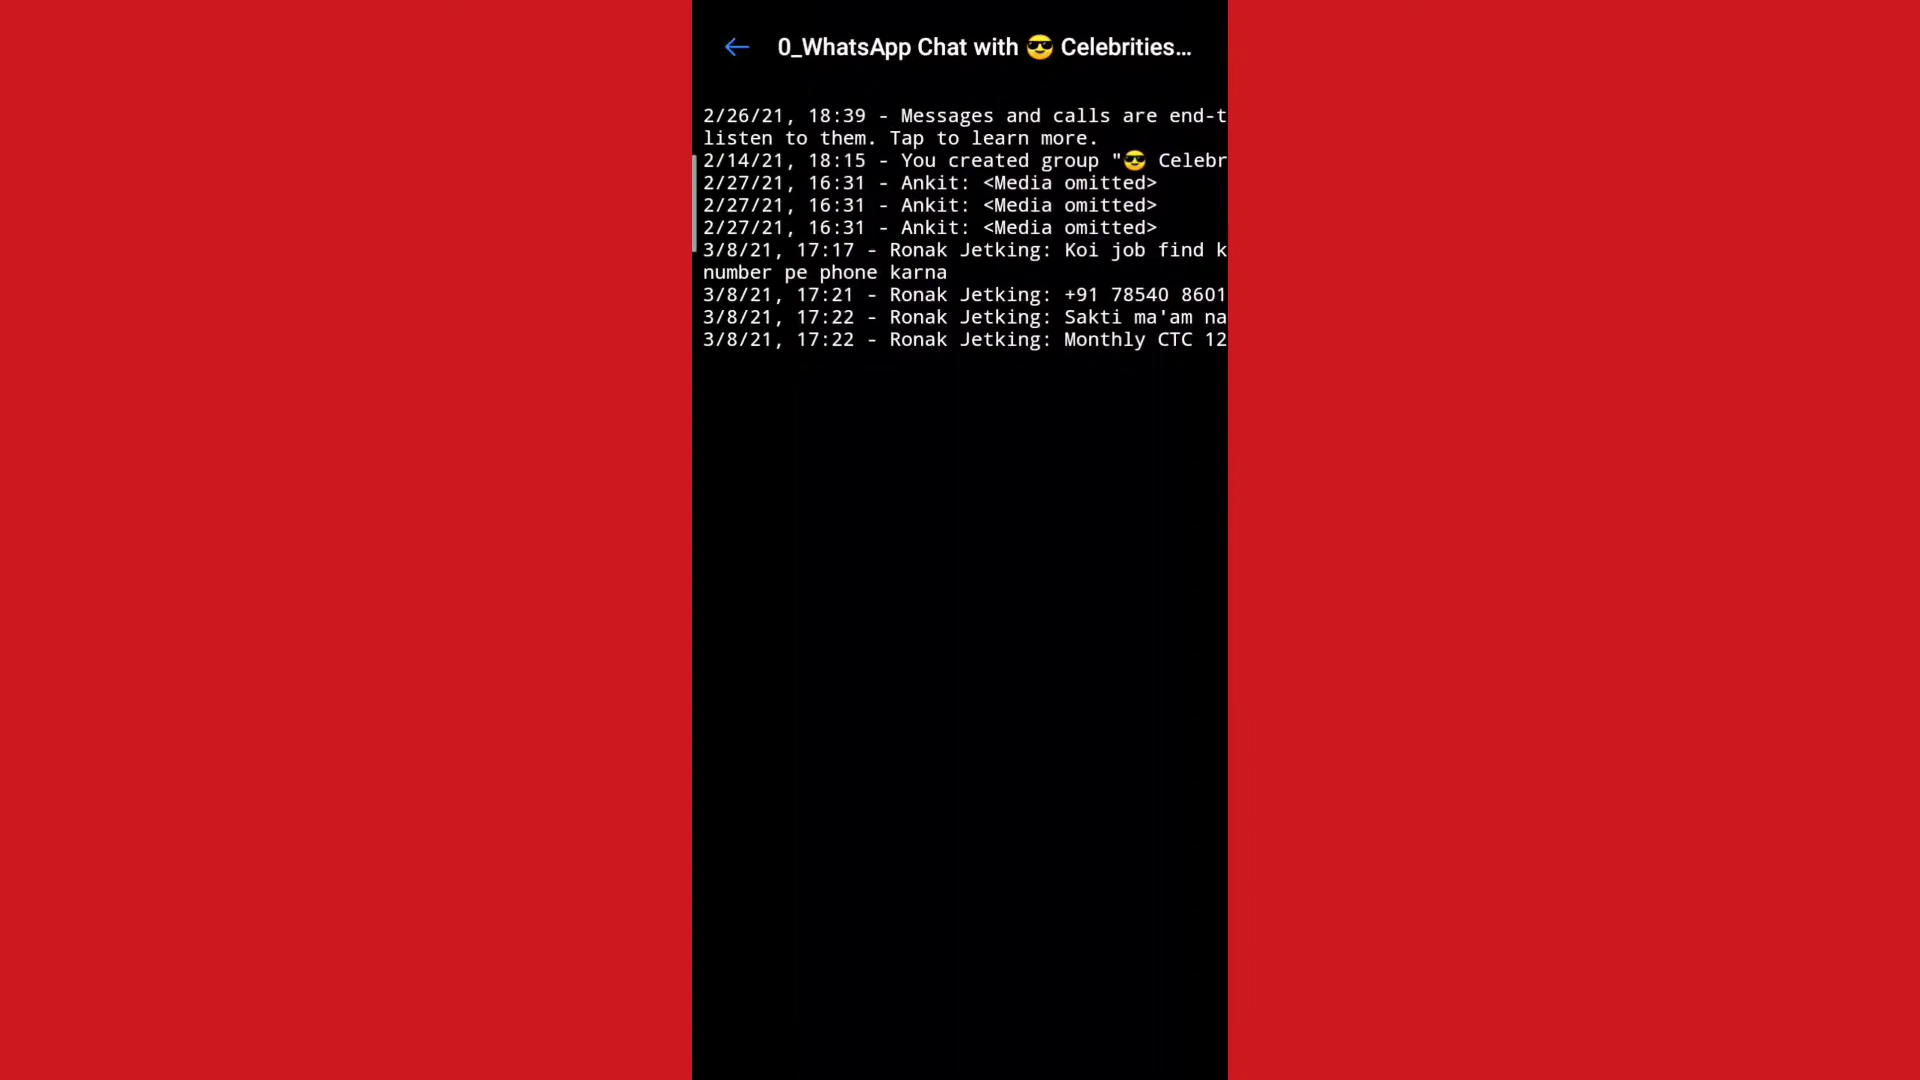 0_WhatsApp Chat with 😎 Celebrities...
2/26/21, 18:39 - Messages and calls are end-t
listen to them. Tap to learn more.
2/14/21, 18:15 - You created group "😎 Celebr
2/27/21, 16:31 - Ankit: <Media omitted>
2/27/21, 16:31 - Ankit: <Media omitted>
2/27/21, 16:31 - Ankit: <Media omitted>
3/8/21, 17:17 - Ronak Jetking: Koi job find k
number pe phone karna
3/8/21, 17:21 - Ronak Jetking: +91 78540 8601
3/8/21, 17:22 - Ronak Jetking: Sakti ma'am na
3/8/21, 17:22 - Ronak Jetking: Monthly CTC 12